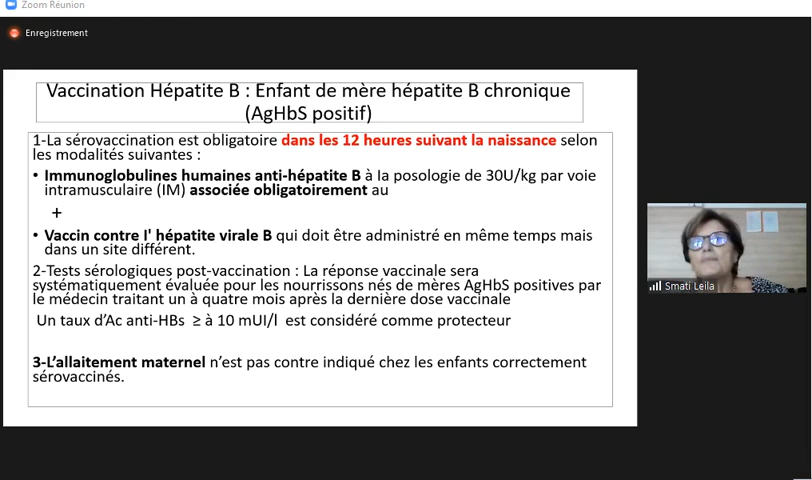 Zoom Réunion
Enregistrement
Vaccination Hépatite B : Enfant de mère hépatite B chronique
(AgHbS positif)
1-La sérovaccination est obligatoire dans les 12 heures suivant la naissance selon
les modalités suivantes :
• Immunoglobulines humaines anti-hépatite B à la posologie de 30U/kg par voie
intramusculaire (IM) associée obligatoirement au
+
• Vaccin contre l' hépatite virale B qui doit être administré en même temps mais
dans un site différent.
2-Tests sérologiques post-vaccination : La réponse vaccinale sera
systématiquement évaluée pour les nourrissons nés de mères AgHbS positives par
le médecin traitant un à quatre mois après la dernière dose vaccinale
Un taux d'Ac anti-HBs ≥ à 10 mUI/l est considéré comme protecteur
3-L'allaitement maternel n'est pas contre indiqué chez les enfants correctement
sérovaccinés.
Smati Leila